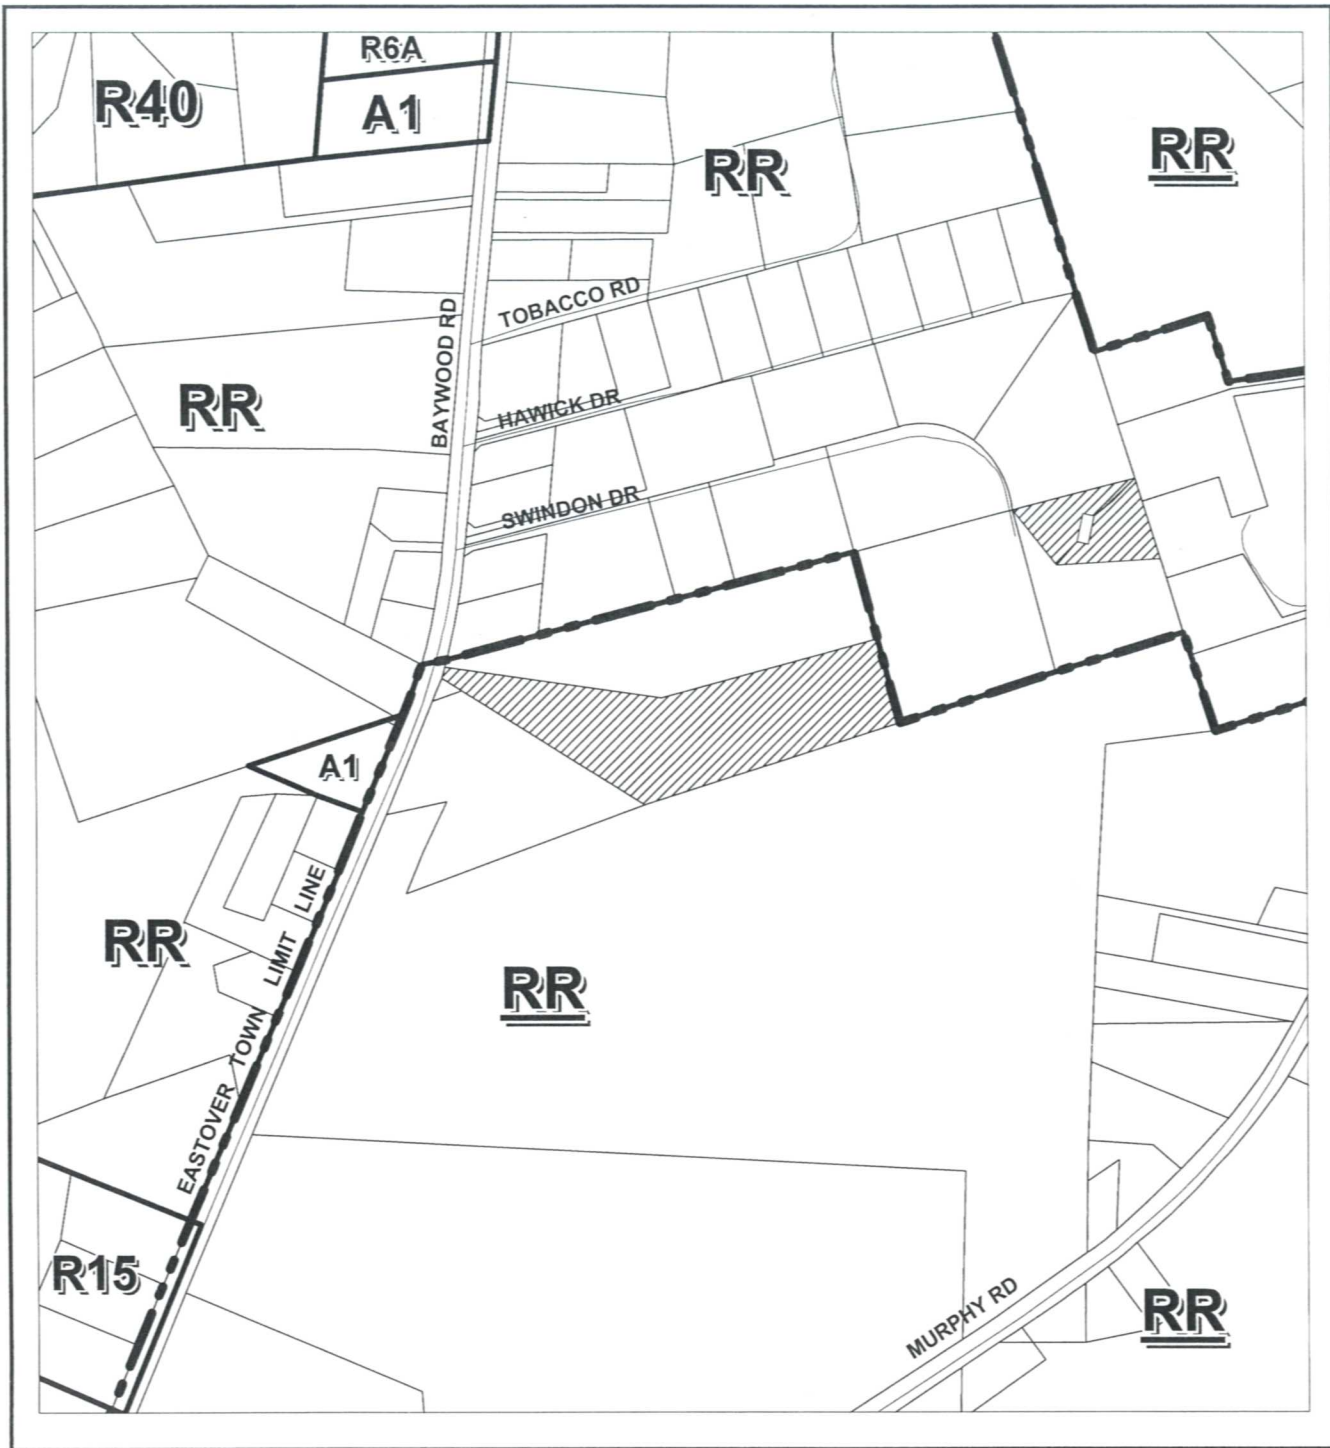 R6A
R40
A1
RR
RR
TOBACCO RD
BAYWOOD RD
RR
HAWICK DR
SWINDON DR
A1
EASTOVER TOWN LIMIT LINE
RR
RR
R15
MURPHY RD
RR